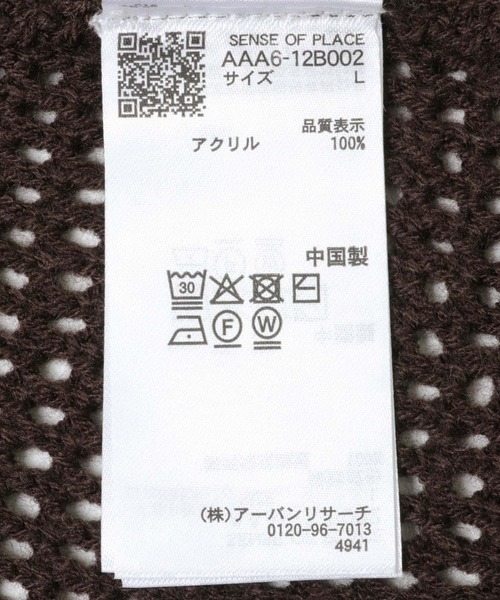 SENSE OF PLACE
AAA6-12B002
サイズ L
品質表示
アクリル 100%
中国製
30
F W
(株)アーバンリサーチ
0120-96-7013
4941